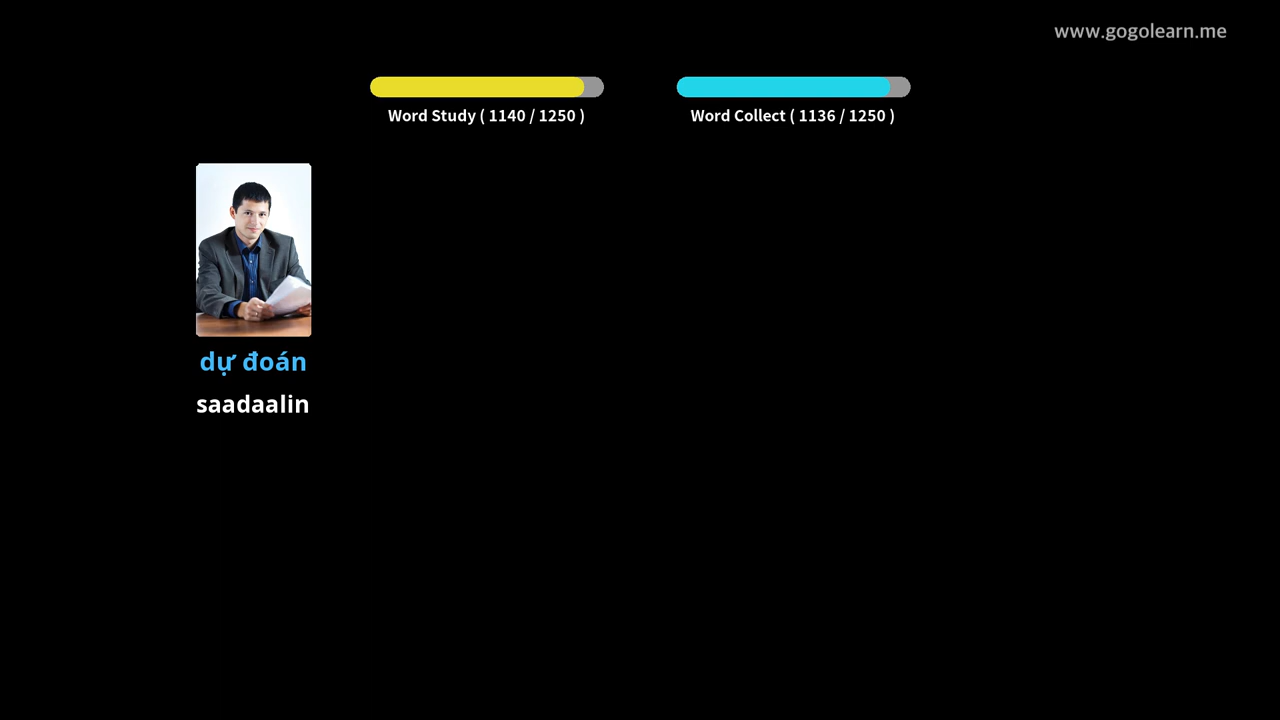 www.gogolearn.me
Word Study ( 1140 / 1250 )
Word Collect ( 1136 / 1250 )
dự đoán
saadaalin